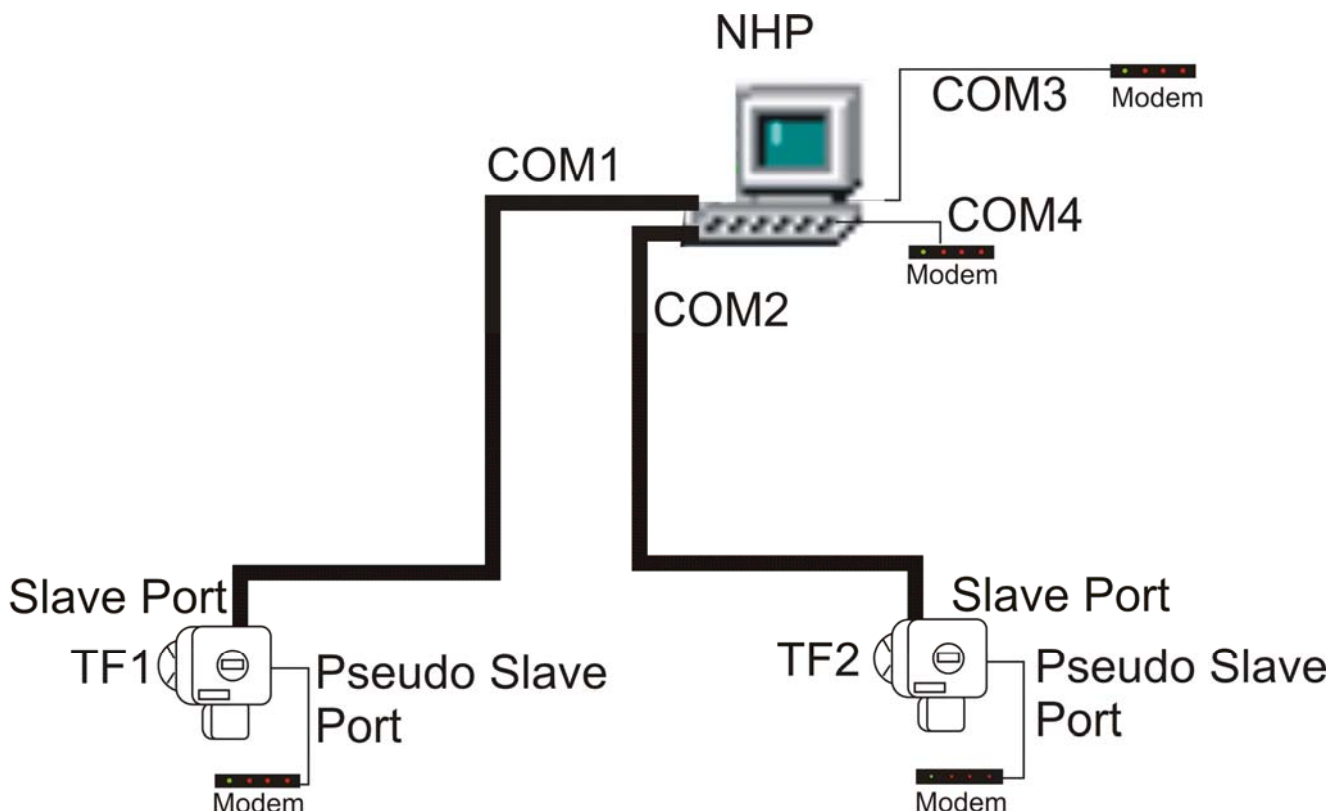 NHP
COM3
Modem
COM1
COM4
Modem
COM2
Slave Port
Slave Port
TF1
Pseudo Slave
Port
TF2
Pseudo Slave
Port
Modem
Modem